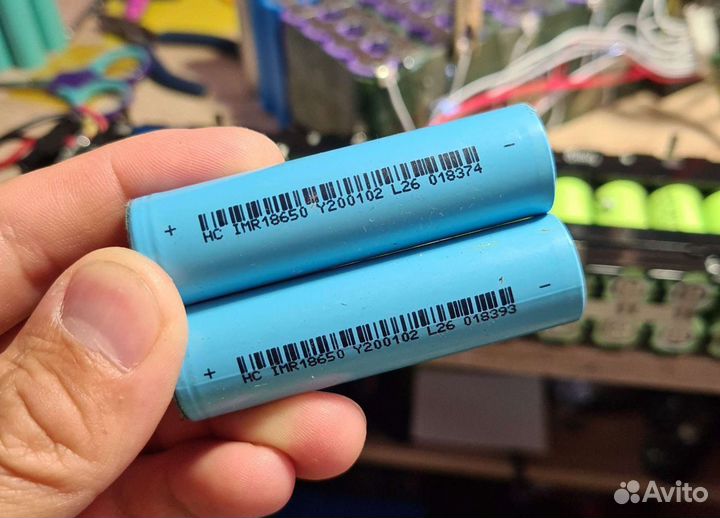 + -
HC IMR18650 Y200102 L26 018374
+ -
HC IMR18650 Y200102 L26 018393
Avito